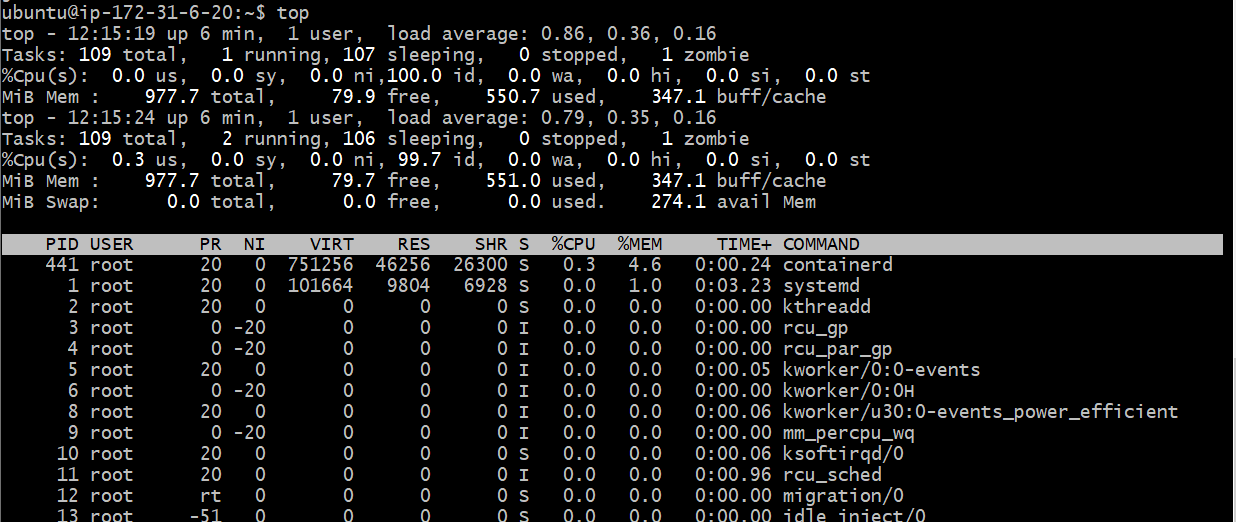 ubuntu@ip-172-31-6-20:~$ top
top - 12:15:19 up 6 min,  1 user,  load average: 0.86, 0.36, 0.16
Tasks: 109 total,   1 running, 107 sleeping,   0 stopped,   1 zombie
%Cpu(s):  0.0 us,  0.0 sy,  0.0 ni,100.0 id,  0.0 wa,  0.0 hi,  0.0 si,  0.0 st
MiB Mem :    977.7 total,     79.9 free,    550.7 used,    347.1 buff/cache
top - 12:15:24 up 6 min,  1 user,  load average: 0.79, 0.35, 0.16
Tasks: 109 total,   2 running, 106 sleeping,   0 stopped,   1 zombie
%Cpu(s):  0.3 us,  0.0 sy,  0.0 ni, 99.7 id,  0.0 wa,  0.0 hi,  0.0 si,  0.0 st
MiB Mem :    977.7 total,     79.7 free,    551.0 used,    347.1 buff/cache
MiB Swap:      0.0 total,      0.0 free,      0.0 used.    274.1 avail Mem
PID USER      PR  NI    VIRT    RES    SHR S  %CPU  %MEM     TIME+ COMMAND
441 root      20   0  751256  46256  26300 S   0.3   4.6   0:00.24 containerd
1 root      20   0  101664   9804   6928 S   0.0   1.0   0:03.23 systemd
2 root      20   0       0      0      0 S   0.0   0.0   0:00.00 kthreadd
3 root       0 -20       0      0      0 I   0.0   0.0   0:00.00 rcu_gp
4 root       0 -20       0      0      0 I   0.0   0.0   0:00.00 rcu_par_gp
5 root      20   0       0      0      0 I   0.0   0.0   0:00.05 kworker/0:0-events
6 root       0 -20       0      0      0 I   0.0   0.0   0:00.00 kworker/0:0H
8 root      20   0       0      0      0 I   0.0   0.0   0:00.06 kworker/u30:0-events_power_efficient
9 root       0 -20       0      0      0 I   0.0   0.0   0:00.00 mm_percpu_wq
10 root      20   0       0      0      0 S   0.0   0.0   0:00.06 ksoftirqd/0
11 root      20   0       0      0      0 I   0.0   0.0   0:00.96 rcu_sched
12 root      rt   0       0      0      0 S   0.0   0.0   0:00.00 migration/0
13 root     -51   0       0      0      0 S   0.0   0.0   0:00.00 idle_inject/0